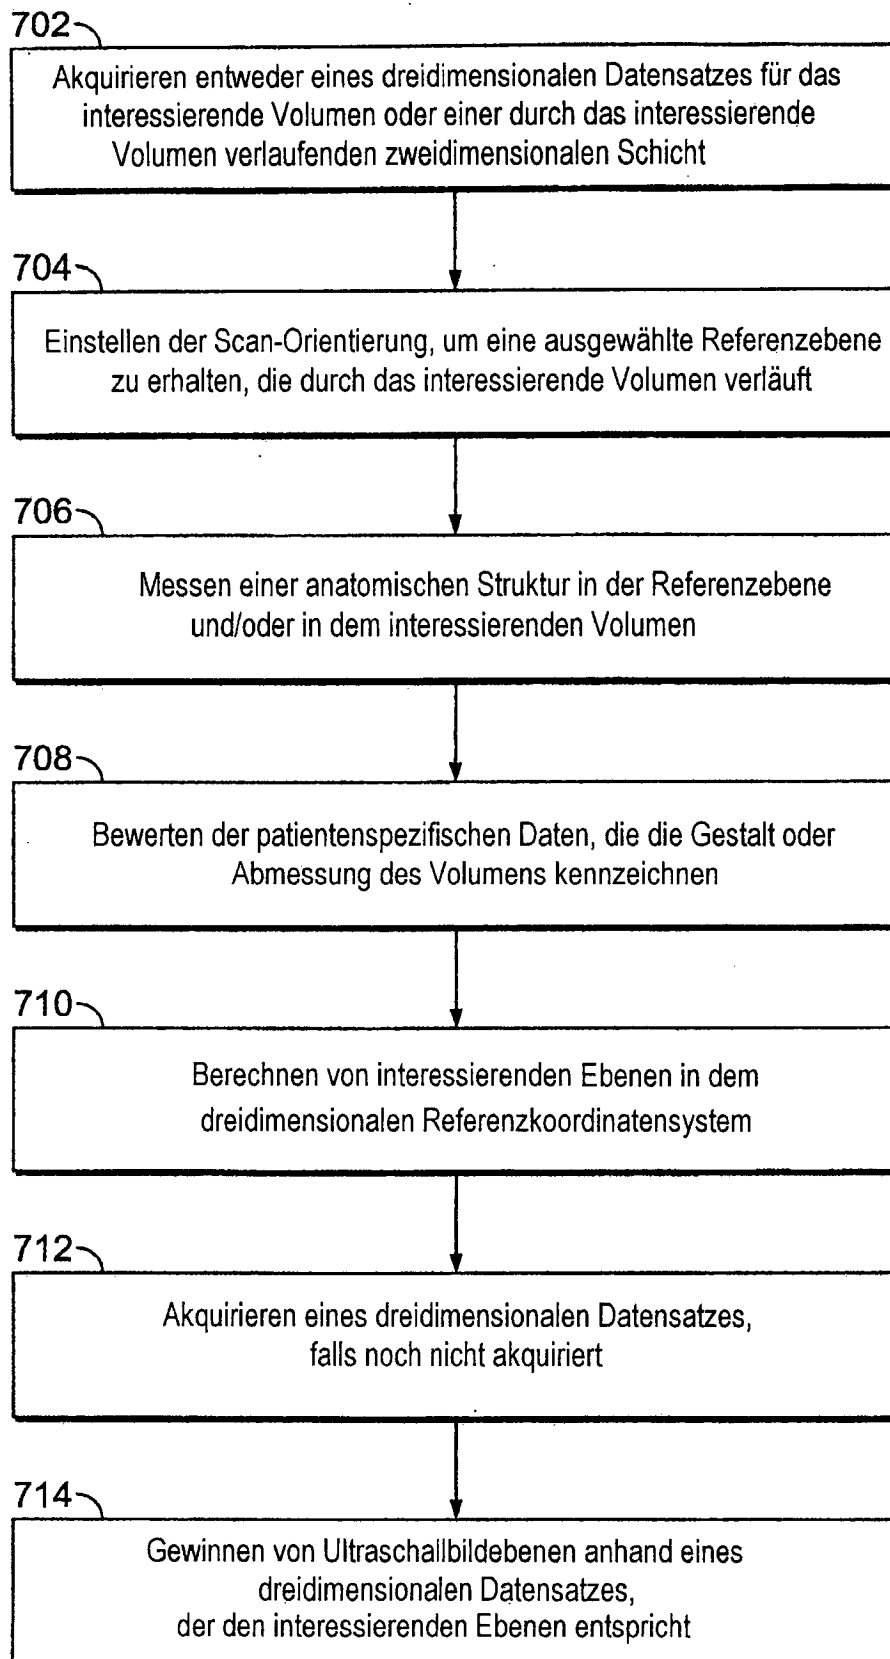 702
Akquirieren entweder eines dreidimensionalen Datensatzes für das
interessierende Volumen oder einer durch das interessierende
Volumen verlaufenden zweidimensionalen Schicht
704
Einstellen der Scan-Orientierung, um eine ausgewählte Referenzebene
zu erhalten, die durch das interessierende Volumen verläuft
706
Messen einer anatomischen Struktur in der Referenzebene
und/oder in dem interessierenden Volumen
708
Bewerten der patientenspezifischen Daten, die die Gestalt oder
Abmessung des Volumens kennzeichnen
710
Berechnen von interessierenden Ebenen in dem
dreidimensionalen Referenzkoordinatensystem
712
Akquirieren eines dreidimensionalen Datensatzes,
falls noch nicht akquiriert
714
Gewinnen von Ultraschallbildebenen anhand eines
dreidimensionalen Datensatzes,
der den interessierenden Ebenen entspricht